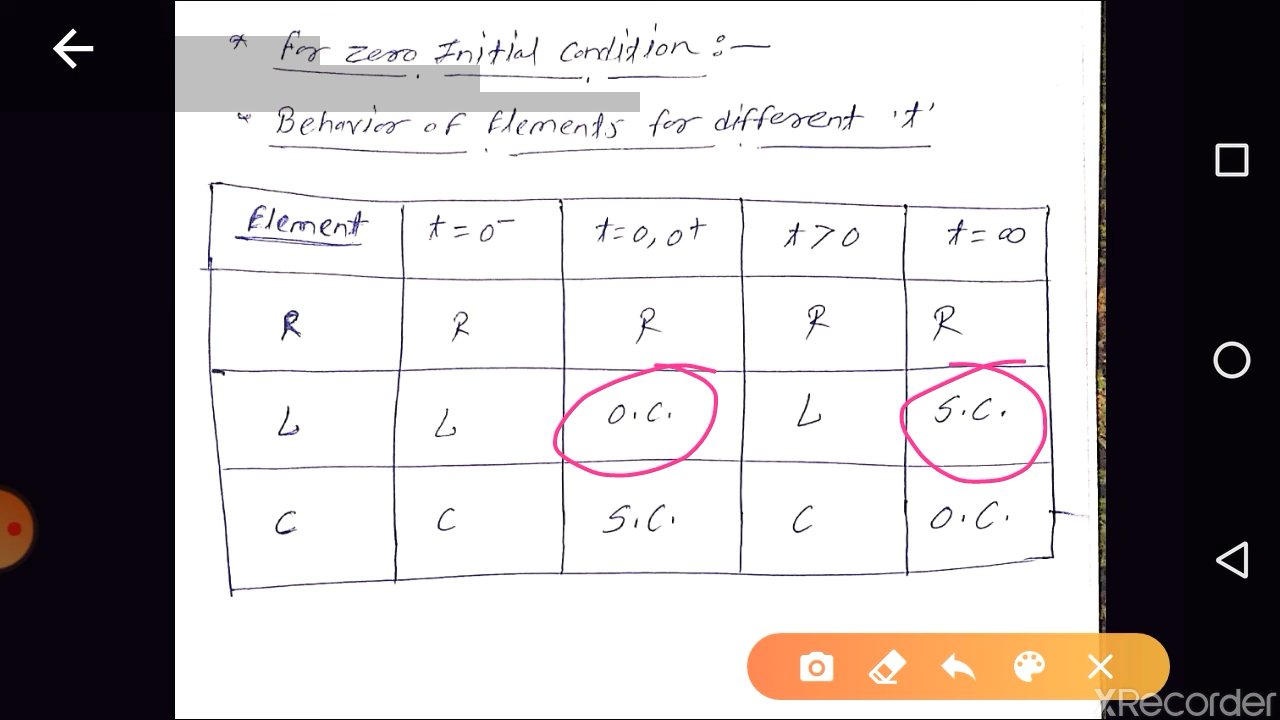 * For zero Initial Condition :—
* Behavior of Elements for different 't'
Element t = 0⁻ t=0, 0⁺ t > 0 t = ∞
R R R R R
L L O.C. L S.C.
C C S.C. C O.C.
XRecorder